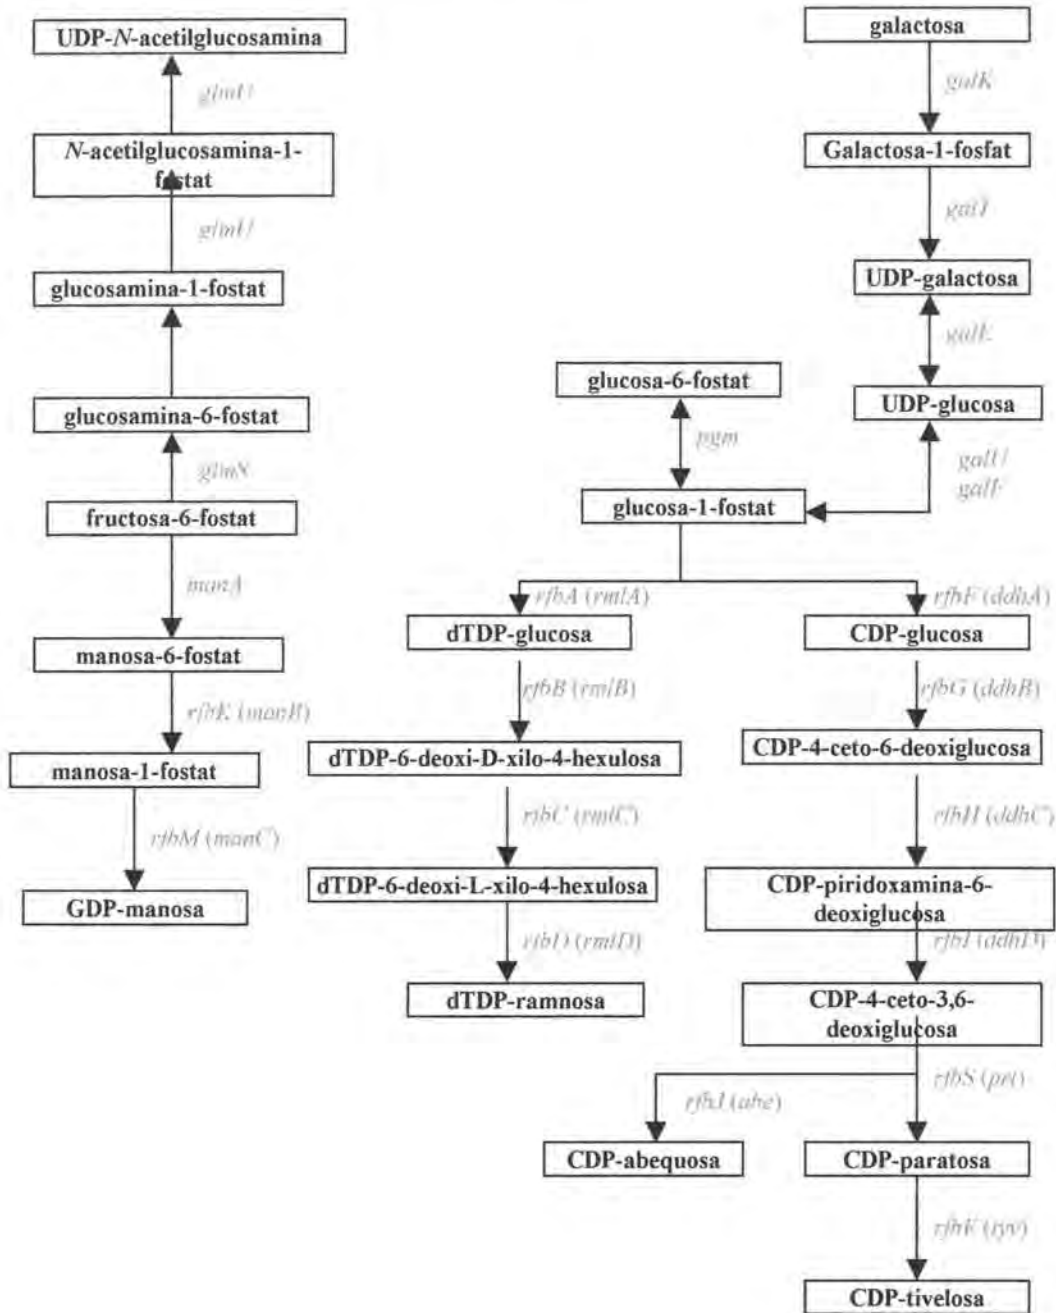 UDP-N-acetilglucosamina
glmU
N-acetilglucosamina-1-
fostat
glmU
glucosamina-1-fostat
glucosamina-6-fostat
glmS
fructosa-6-fostat
manA
manosa-6-fostat
rfbK (manB)
manosa-1-fostat
rfbM (manC)
GDP-manosa
galactosa
galK
Galactosa-1-fosfat
galT
UDP-galactosa
galE
UDP-glucosa
galU
galF
glucosa-6-fostat
pgm
glucosa-1-fostat
rfbA (rmlA)
dTDP-glucosa
rfbB (rmlB)
dTDP-6-deoxi-D-xilo-4-hexulosa
rfbC (rmlC)
dTDP-6-deoxi-L-xilo-4-hexulosa
rfbD (rmlD)
dTDP-ramnosa
rfbF (ddhA)
CDP-glucosa
rfbG (ddhB)
CDP-4-ceto-6-deoxiglucosa
rfbH (ddhC)
CDP-piridoxamina-6-
deoxiglucosa
rfbI (ddhD)
CDP-4-ceto-3,6-
deoxiglucosa
rfbJ (abe)
CDP-abequosa
rfbS (prt)
CDP-paratosa
rfbE (tyv)
CDP-tivelosa